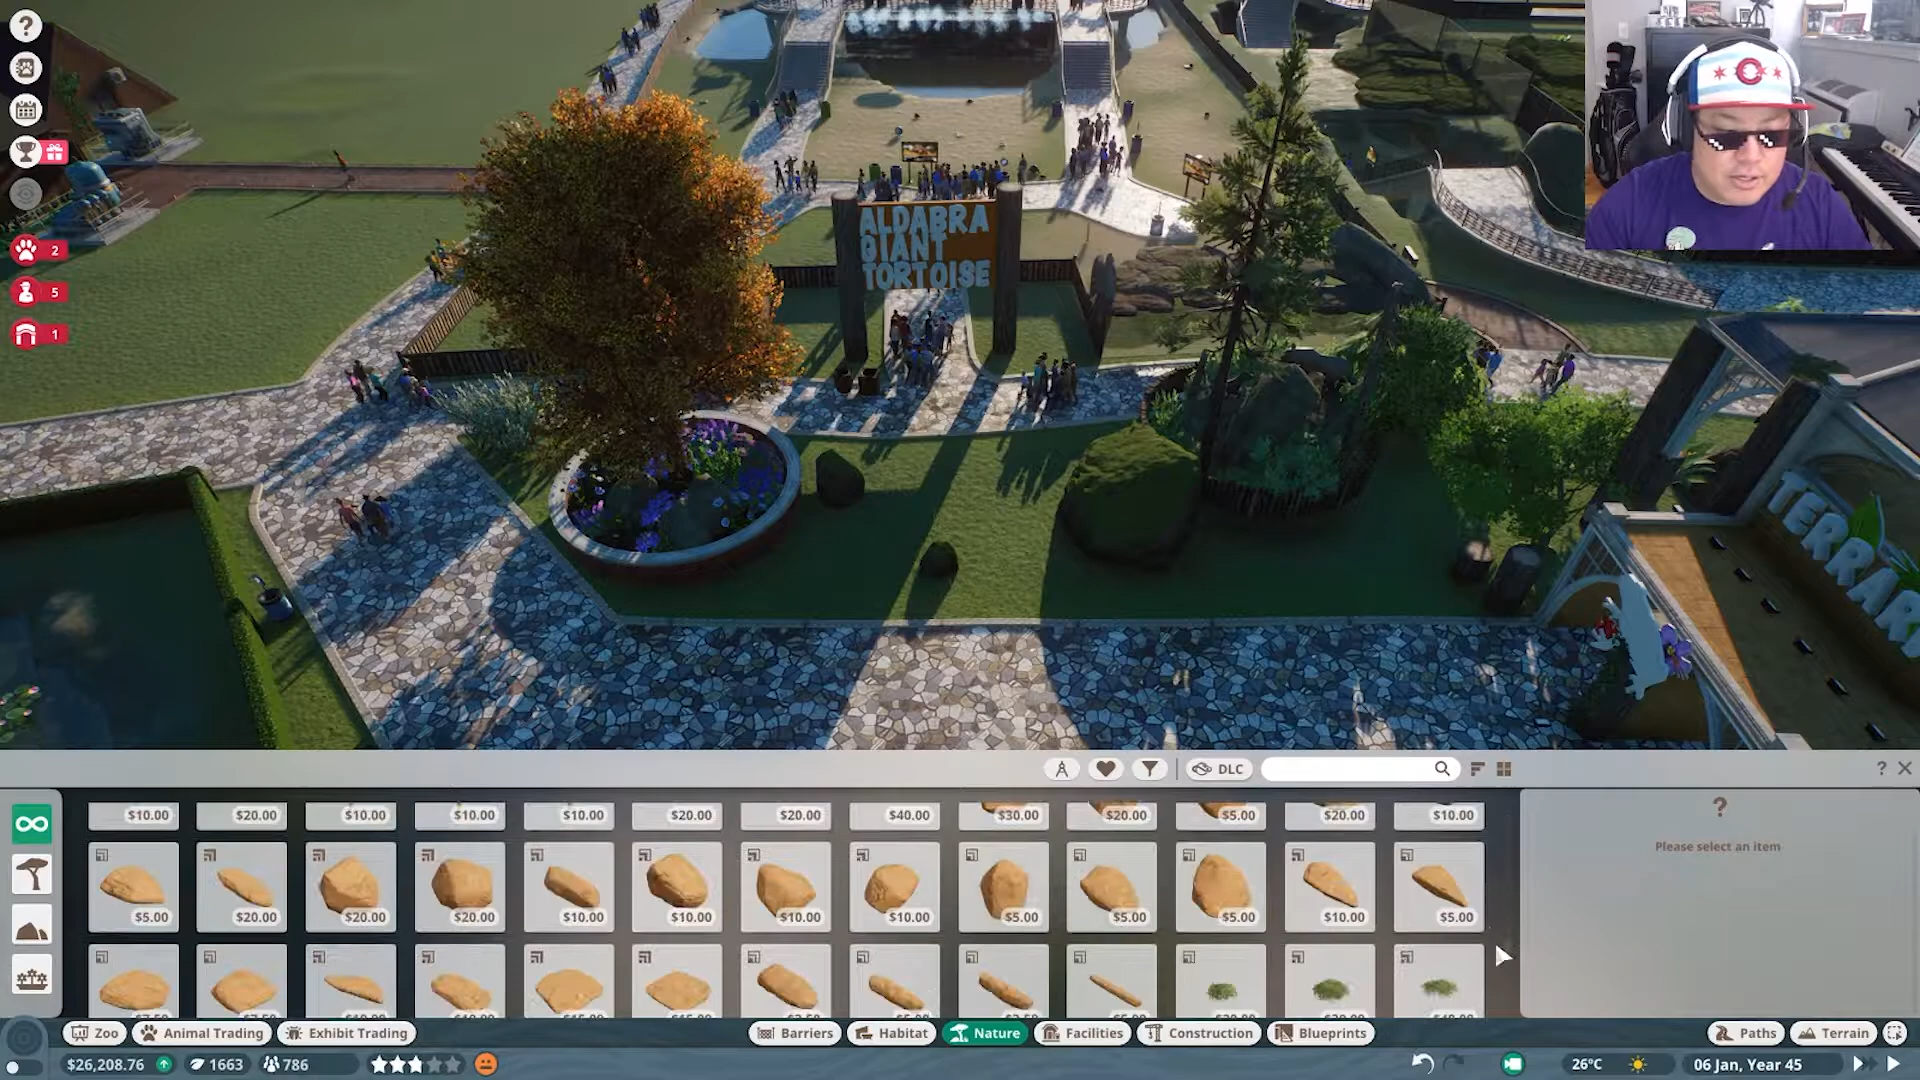 ?
2
5
1
ALDABRA
GIANT
TORTOISE
TERRAR
C
DLC
?
$10.00 $20.00 $10.00 $10.00 $10.00 $20.00 $20.00 $40.00 $30.00 $20.00 $5.00 $20.00 $10.00
?
Please select an item
$5.00 $20.00 $20.00 $20.00 $10.00 $10.00 $10.00 $10.00 $5.00 $5.00 $5.00 $10.00 $5.00
Zoo Animal Trading Exhibit Trading Barriers Habitat Nature Facilities Construction Blueprints Paths Terrain
$26,208.76 1663 786 26°C 06 Jan, Year 45